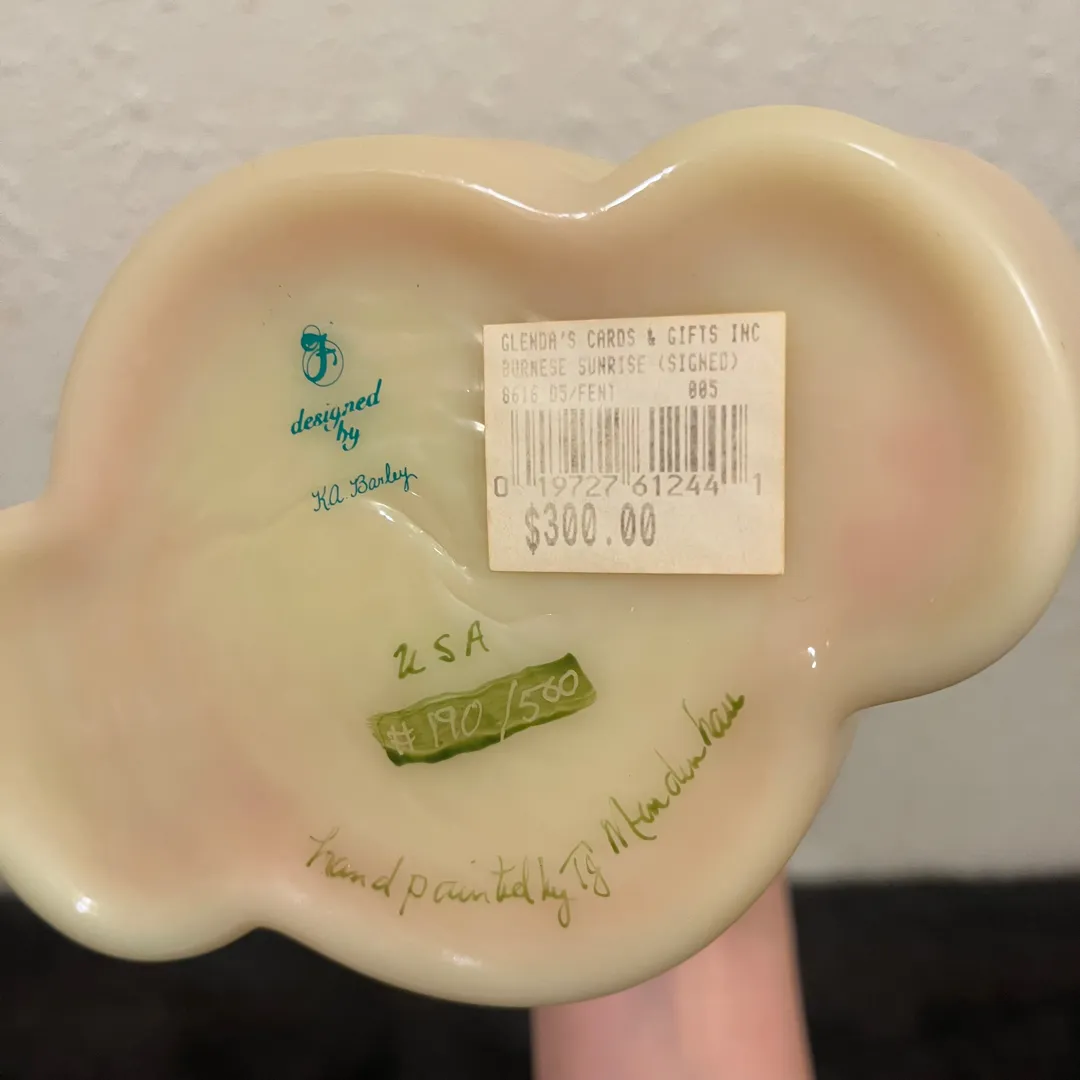 F
designed
by
KA Barley
GLENDA'S CARDS & GIFTS INC
BURMESE SUNRISE (SIGNED)
8616 D5/FENT 005
0 19727 61244 1
$300.00
USA
# 190/500
hand painted by TJ Mendenhall